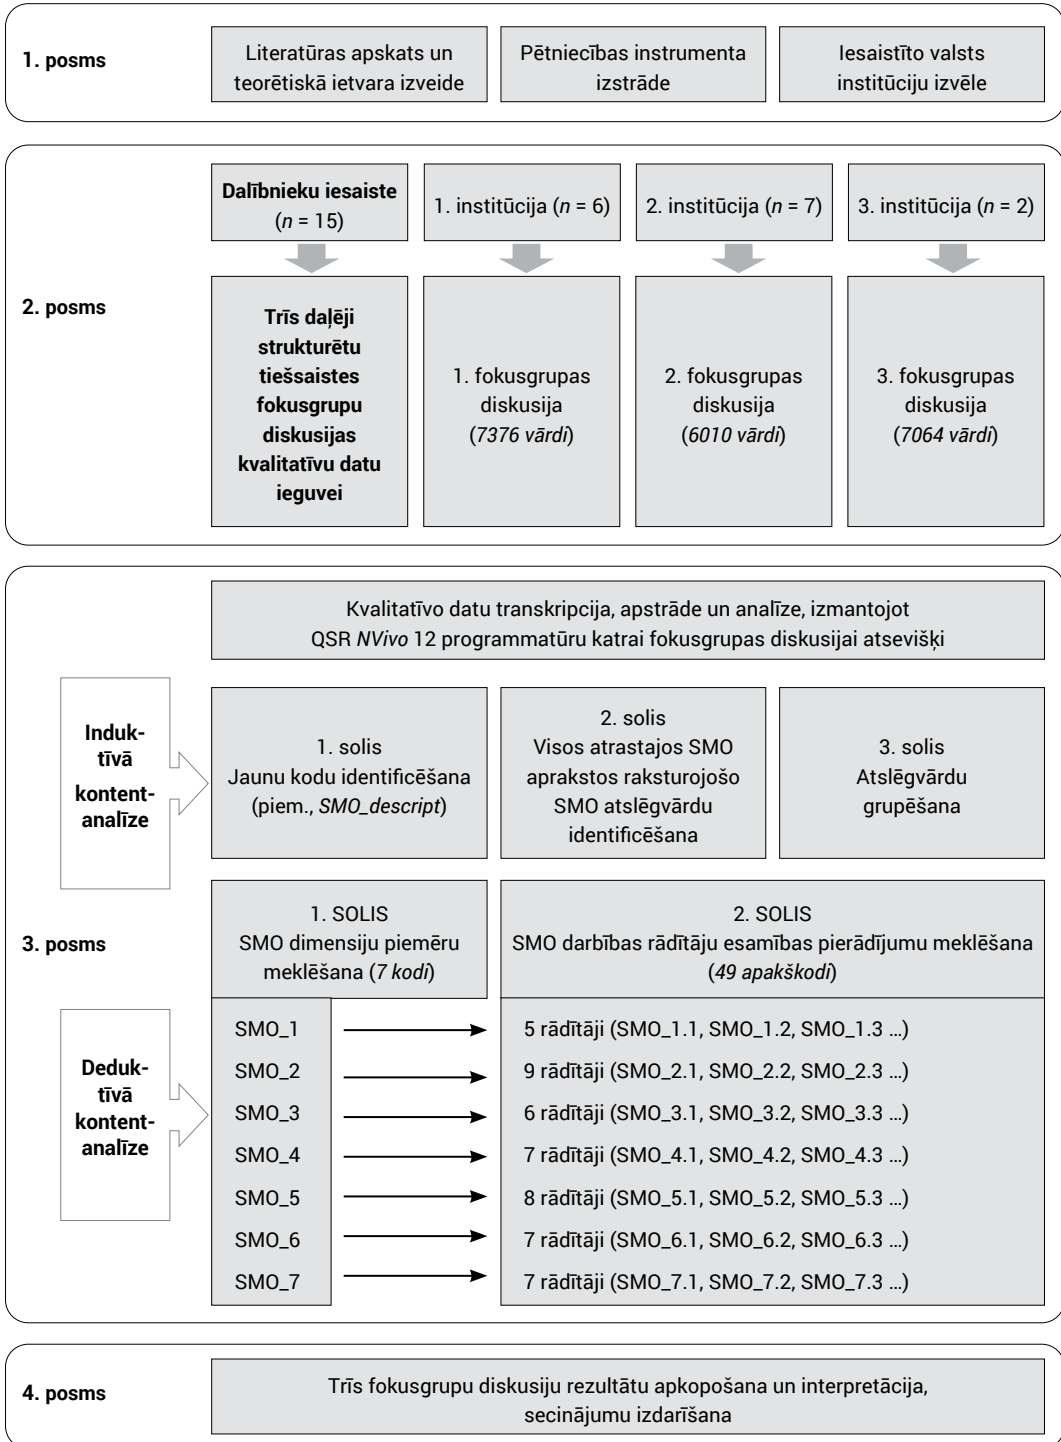 1. posms
Literatūras apskats un
teorētiskā ietvara izveide
Pētniecības instrumenta
izstrāde
Iesaistīto valsts
institūciju izvēle
2. posms
Dalībnieku iesaiste
(n = 15)
1. institūcija (n = 6)
2. institūcija (n = 7)
3. institūcija (n = 2)
Trīs daļēji
strukturētu
tiešsaistes
fokusgrupu
diskusijas
kvalitatīvu datu
ieguvei
1. fokusgrupas
diskusija
(7376 vārdi)
2. fokusgrupas
diskusija
(6010 vārdi)
3. fokusgrupas
diskusija
(7064 vārdi)
3. posms
Kvalitatīvo datu transkripcija, apstrāde un analīze, izmantojot
QSR NVivo 12 programmatūru katrai fokusgrupas diskusijai atsevišķi
Induk-
tīvā
kontent-
analīze
1. solis
Jaunu kodu identificēšana
(piem., SMO_descript)
2. solis
Visos atrastajos SMO
aprakstos raksturojošo
SMO atslēgvārdu
identificēšana
3. solis
Atslēgvārdu
grupēšana
Deduk-
tīvā
kontent-
analīze
1. SOLIS
SMO dimensiju piemēru
meklēšana (7 kodi)
2. SOLIS
SMO darbības rādītāju esamības pierādījumu meklēšana
(49 apakškodi)
SMO_1
5 rādītāji (SMO_1.1, SMO_1.2, SMO_1.3 ...)
SMO_2
9 rādītāji (SMO_2.1, SMO_2.2, SMO_2.3 ...)
SMO_3
6 rādītāji (SMO_3.1, SMO_3.2, SMO_3.3 ...)
SMO_4
7 rādītāji (SMO_4.1, SMO_4.2, SMO_4.3 ...)
SMO_5
8 rādītāji (SMO_5.1, SMO_5.2, SMO_5.3 ...)
SMO_6
7 rādītāji (SMO_6.1, SMO_6.2, SMO_6.3 ...)
SMO_7
7 rādītāji (SMO_7.1, SMO_7.2, SMO_7.3 ...)
4. posms
Trīs fokusgrupu diskusiju rezultātu apkopošana un interpretācija,
secinājumu izdarīšana